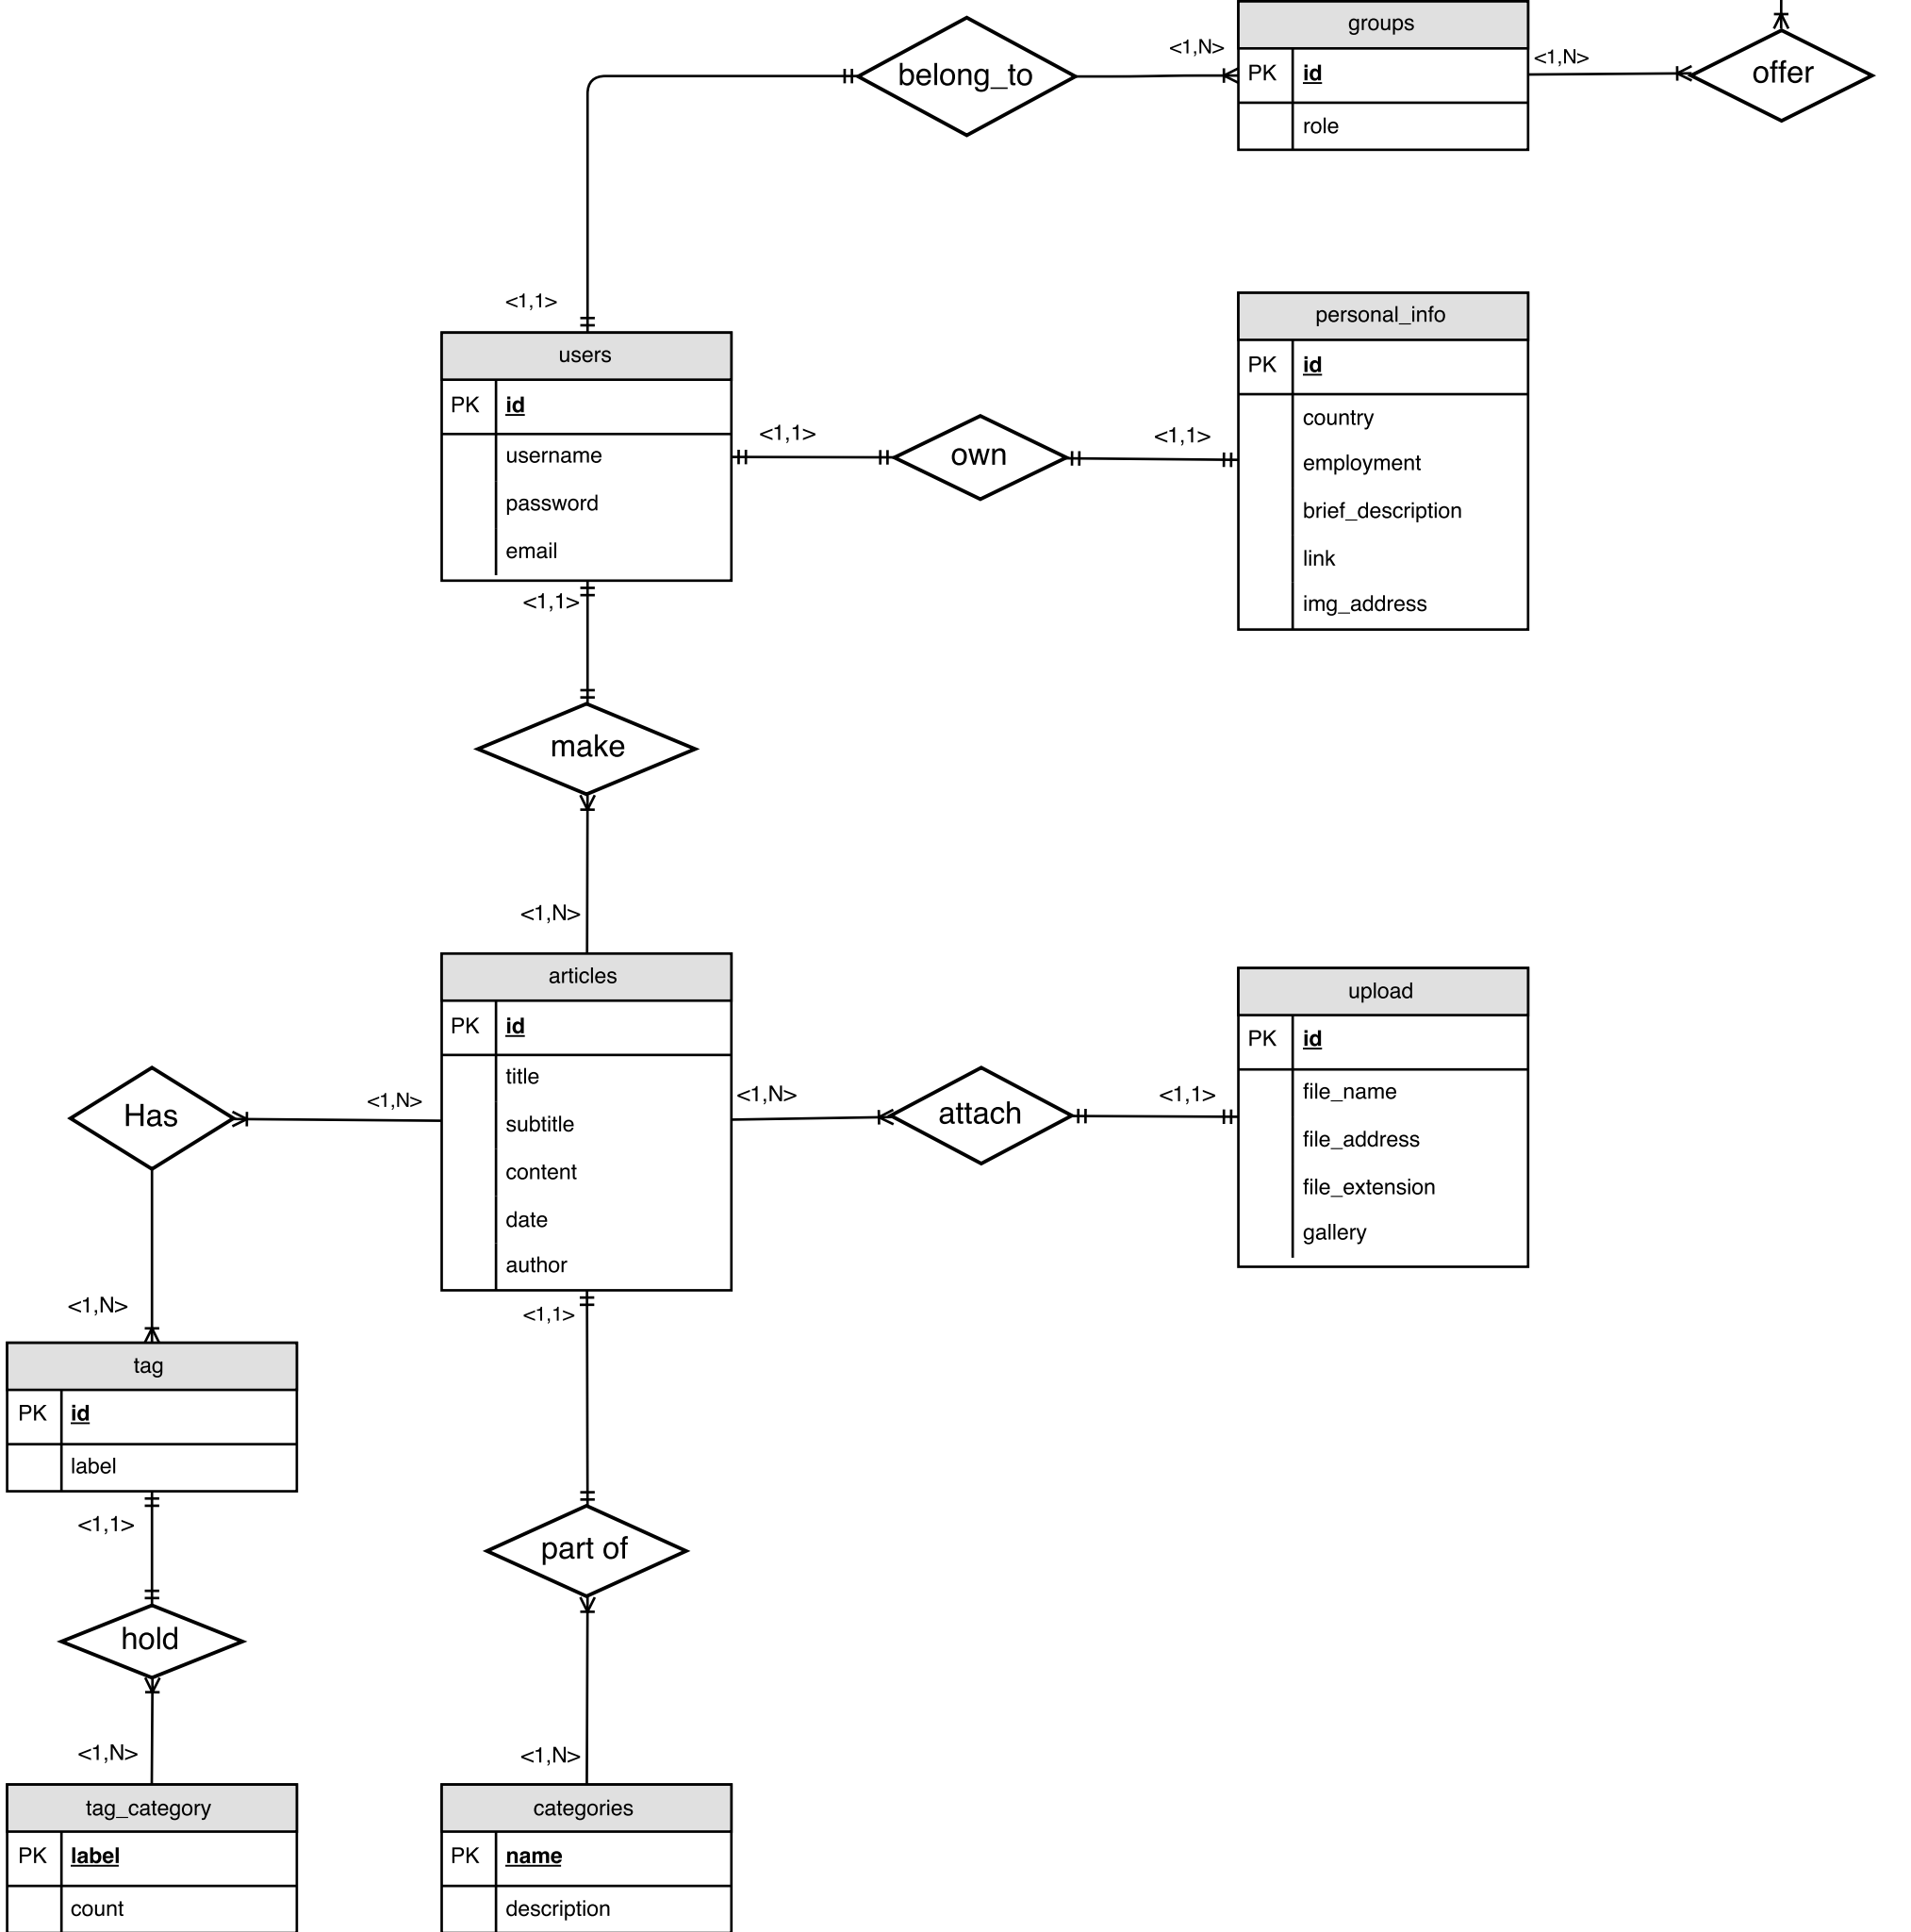 groups
<1,N>
belong_to
PK id
<1,N>
offer
role
<1,1>
users
PK id
username
password
email
<1,1>
own
<1,1>
personal_info
PK id
country
employment
brief_description
link
img_address
<1,1>
make
<1,N>
articles
PK id
title
subtitle
content
date
author
<1,N>
attach
<1,1>
upload
PK id
file_name
file_address
file_extension
gallery
Has
<1,N>
<1,N>
tag
PK id
label
<1,1>
hold
<1,N>
tag_category
PK label
count
<1,1>
part of
<1,N>
categories
PK name
description